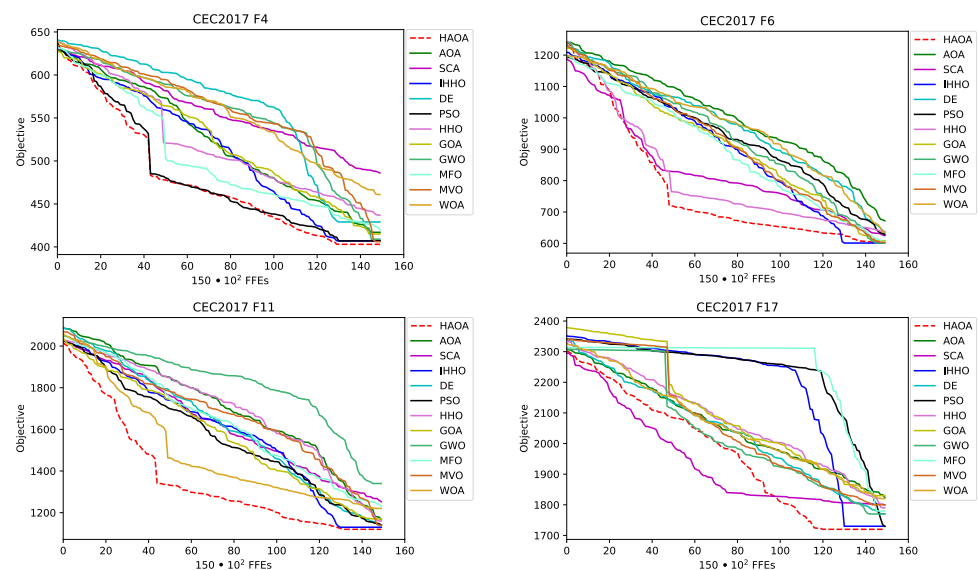 CEC2017 F4
650
600
550
500
450
400
Objective
0 20 40 60 80 100 120 140 160
150 • 10² FFEs
HAOA
AOA
SCA
IHHO
DE
PSO
HHO
GOA
GWO
MFO
MVO
WOA
CEC2017 F6
1200
1100
1000
900
800
700
600
Objective
0 20 40 60 80 100 120 140 160
150 • 10² FFEs
HAOA
AOA
SCA
IHHO
DE
PSO
HHO
GOA
GWO
MFO
MVO
WOA
CEC2017 F11
2000
1800
1600
1400
1200
Objective
0 20 40 60 80 100 120 140 160
150 • 10² FFEs
HAOA
AOA
SCA
IHHO
DE
PSO
HHO
GOA
GWO
MFO
MVO
WOA
CEC2017 F17
2400
2300
2200
2100
2000
1900
1800
1700
Objective
0 20 40 60 80 100 120 140 160
150 • 10² FFEs
HAOA
AOA
SCA
IHHO
DE
PSO
HHO
GOA
GWO
MFO
MVO
WOA